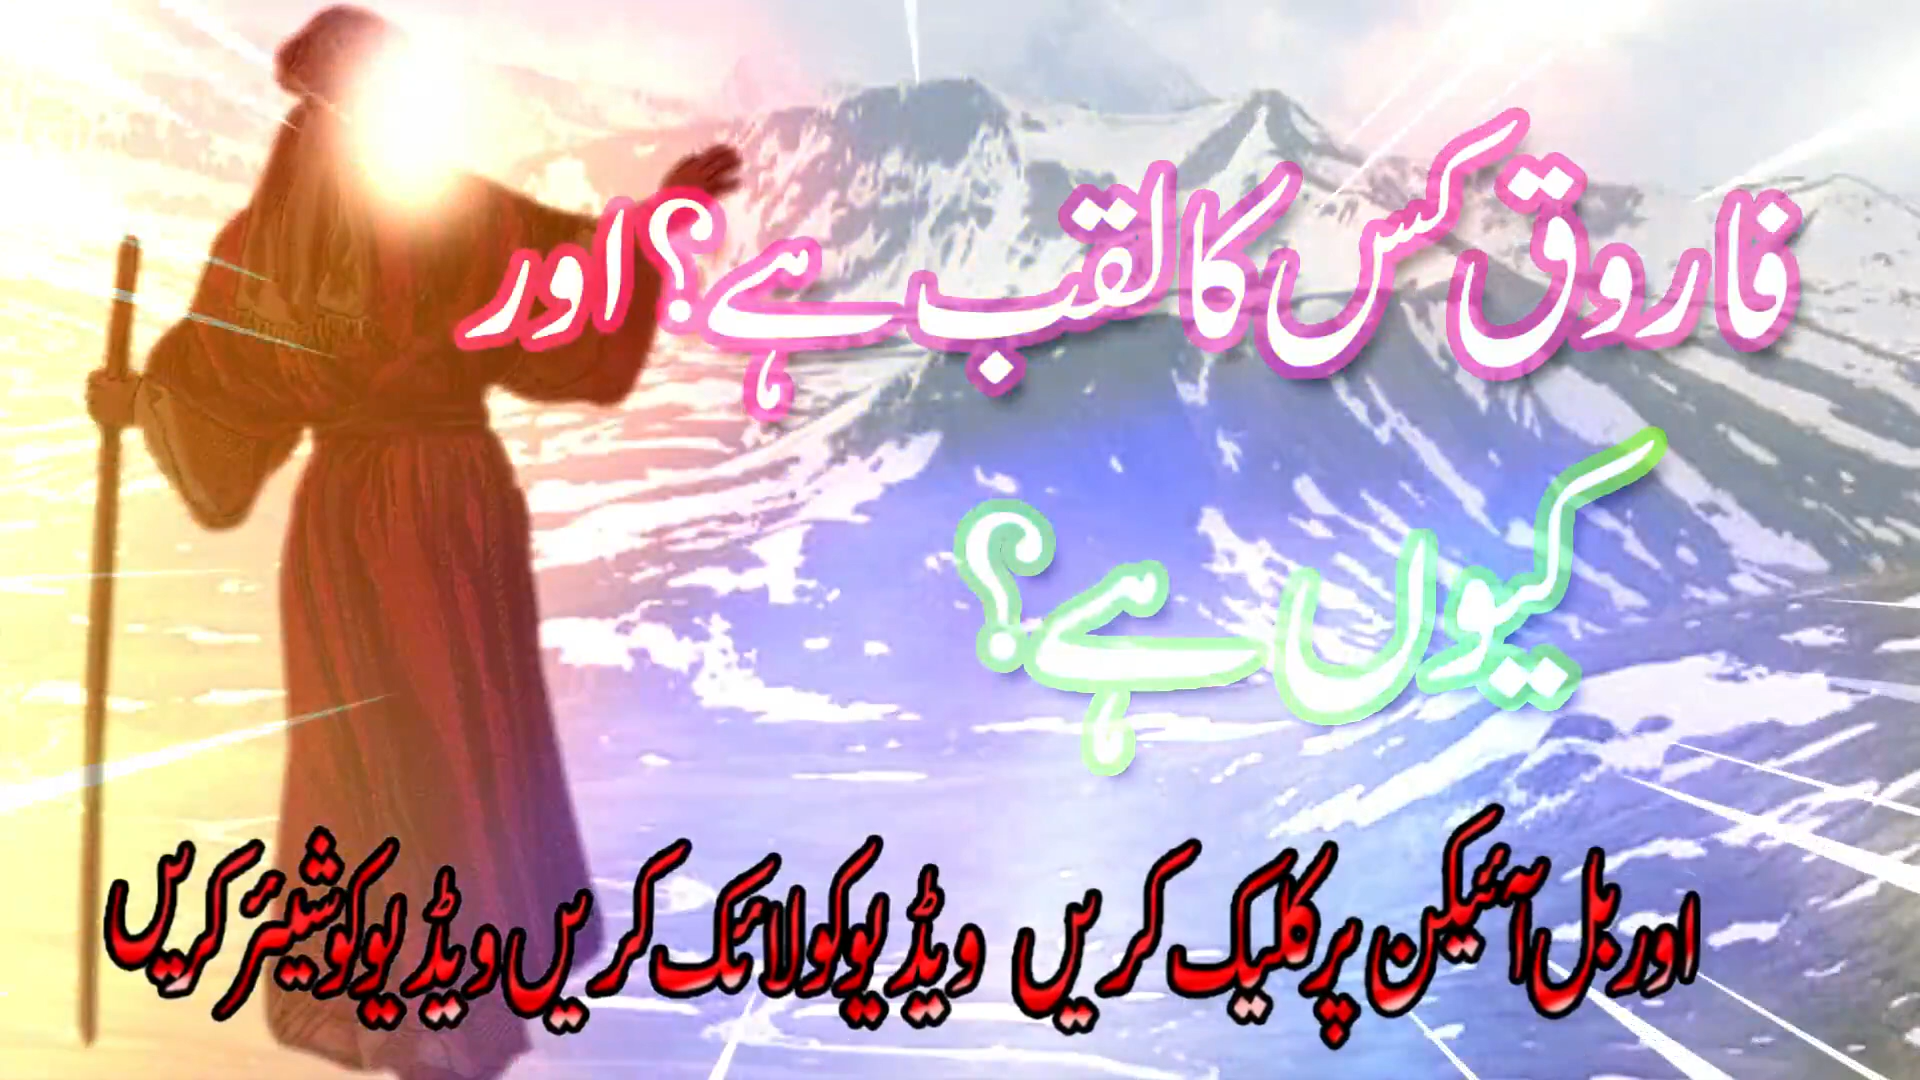 فاروق کس کا لقب ہے؟ اور
کیوں ہے؟
اور بل آئیکن پر کلیک کریں ویڈیو کو لائک کریں ویڈیو کو شیئر کریں